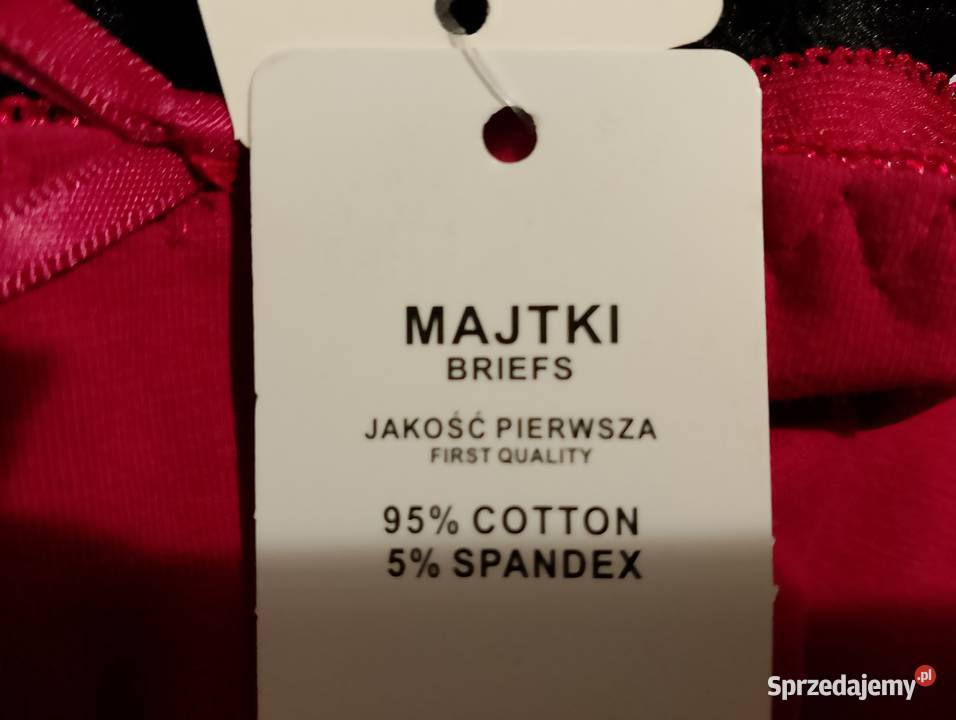 MAJTKI
BRIEFS
JAKOŚĆ PIERWSZA
FIRST QUALITY
95% COTTON
5% SPANDEX
Sprzedajemy.pl